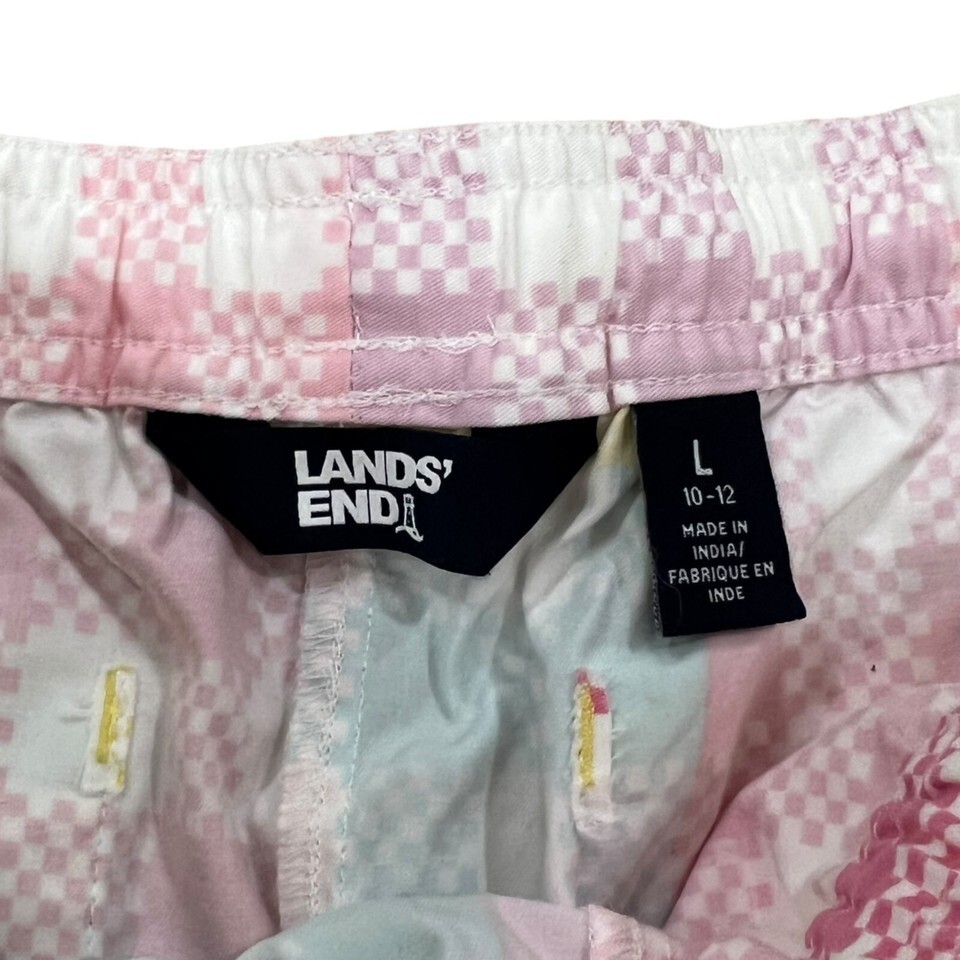 LANDS'
END
L
10-12
MADE IN
INDIA/
FABRIQUE EN
INDE